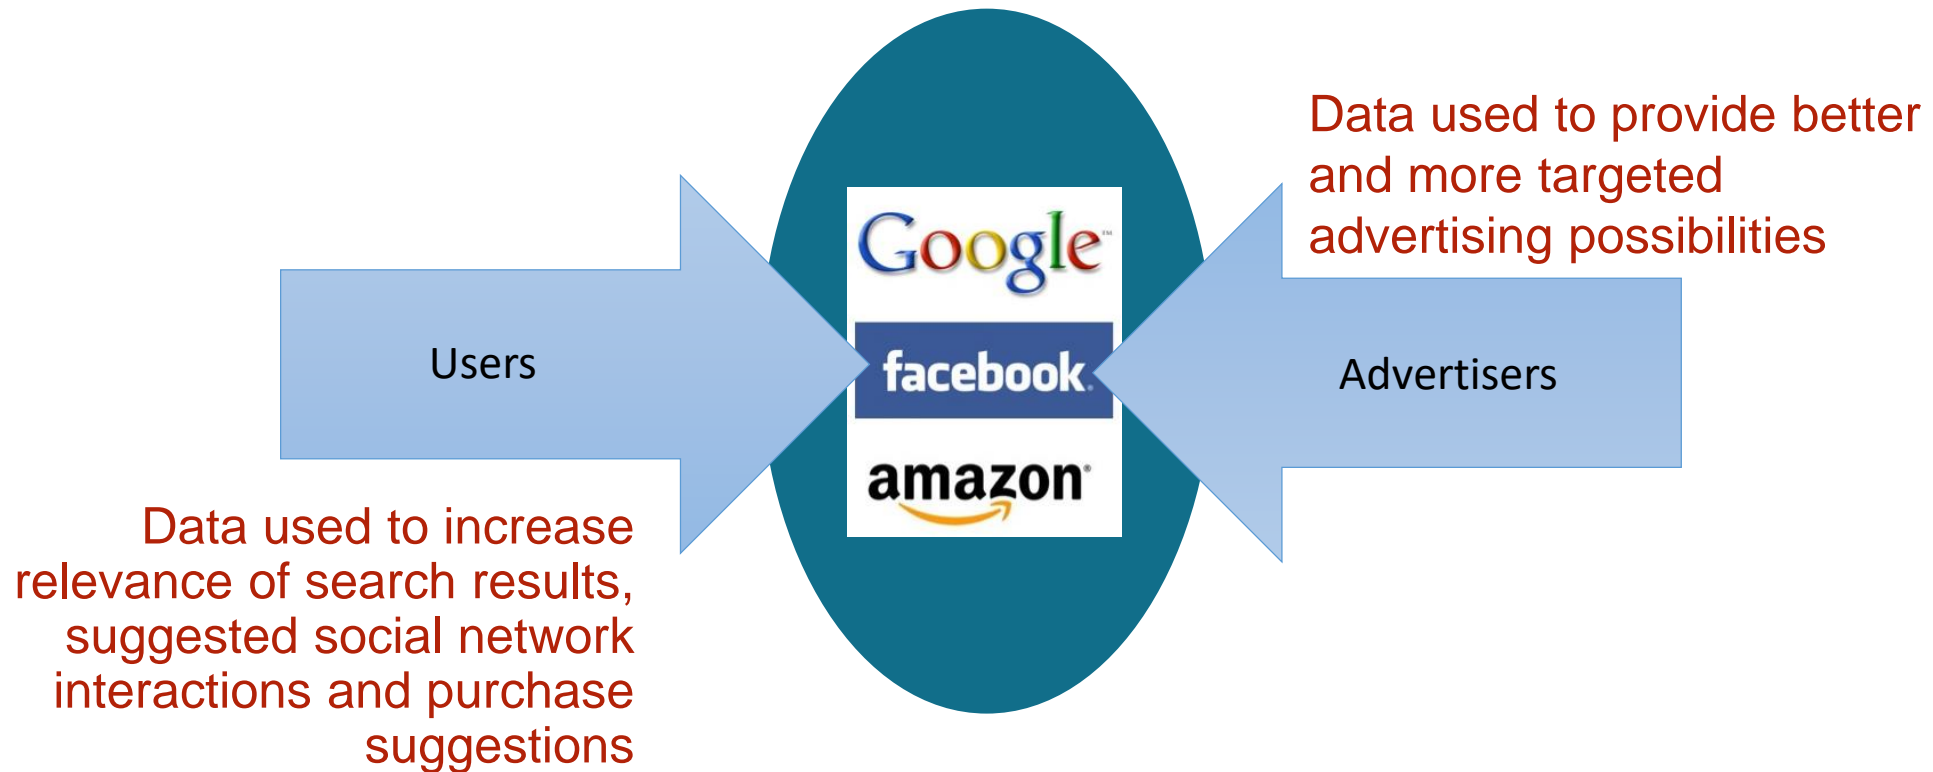 Data used to provide better
and more targeted
advertising possibilities
Google™
Users
facebook.
Advertisers
amazon®
Data used to increase
relevance of search results,
suggested social network
interactions and purchase
suggestions